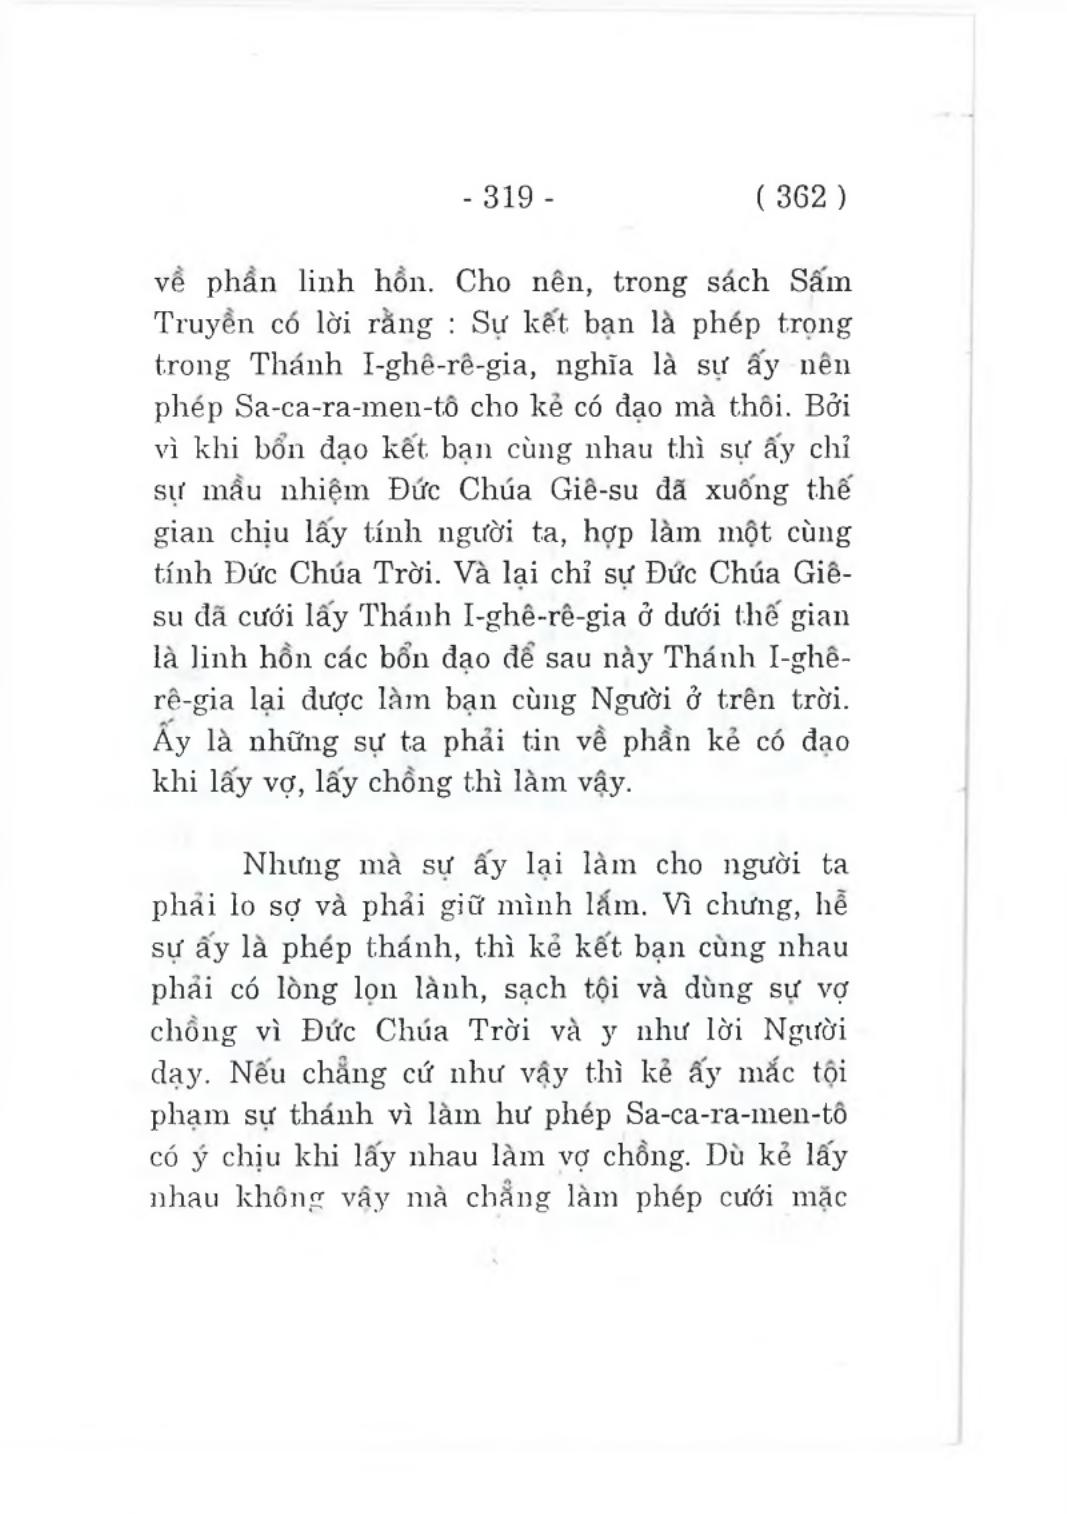 - 319 - ( 362 )
về phần linh hồn. Cho nên, trong sách Sấm
Truyền có lời rằng : Sự kết bạn là phép trọng
trong Thánh I-ghê-rê-gia, nghĩa là sự ấy nên
phép Sa-ca-ra-men-tô cho kẻ có đạo mà thôi. Bởi
vì khi bổn đạo kết bạn cùng nhau thì sự ấy chỉ
sự mầu nhiệm Đức Chúa Giê-su đã xuống thế
gian chịu lấy tính người ta, hợp làm một cùng
tính Đức Chúa Trời. Và lại chỉ sự Đức Chúa Giê-
su đã cưới lấy Thánh I-ghê-rê-gia ở dưới thế gian
là linh hồn các bổn đạo để sau này Thánh I-ghê-
rê-gia lại được làm bạn cùng Người ở trên trời.
Ấy là những sự ta phải tin về phần kẻ có đạo
khi lấy vợ, lấy chồng thì làm vậy.
Nhưng mà sự ấy lại làm cho người ta
phải lo sợ và phải giữ mình lắm. Vì chưng, hễ
sự ấy là phép thánh, thì kẻ kết bạn cùng nhau
phải có lòng lọn lành, sạch tội và dùng sự vợ
chồng vì Đức Chúa Trời và y như lời Người
dạy. Nếu chẳng cứ như vậy thì kẻ ấy mắc tội
phạm sự thánh vì làm hư phép Sa-ca-ra-men-tô
có ý chịu khi lấy nhau làm vợ chồng. Dù kẻ lấy
nhau không vậy mà chẳng làm phép cưới mặc